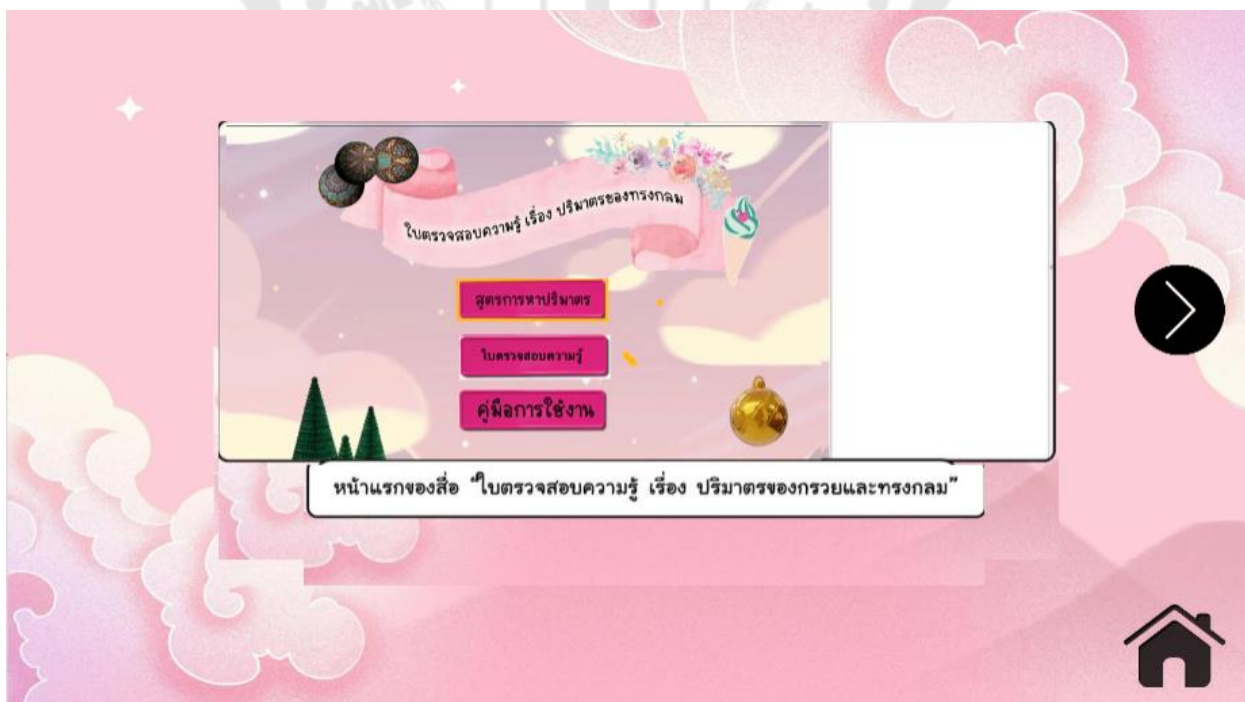 ใบตรวจสอบความรู้ เรื่อง ปริมาตรของทรงกลม
สูตรการหาปริมาตร
ใบตรวจสอบความรู้
คู่มือการใช้งาน
หน้าแรกของสื่อ “ใบตรวจสอบความรู้ เรื่อง ปริมาตรของกรวยและทรงกลม”